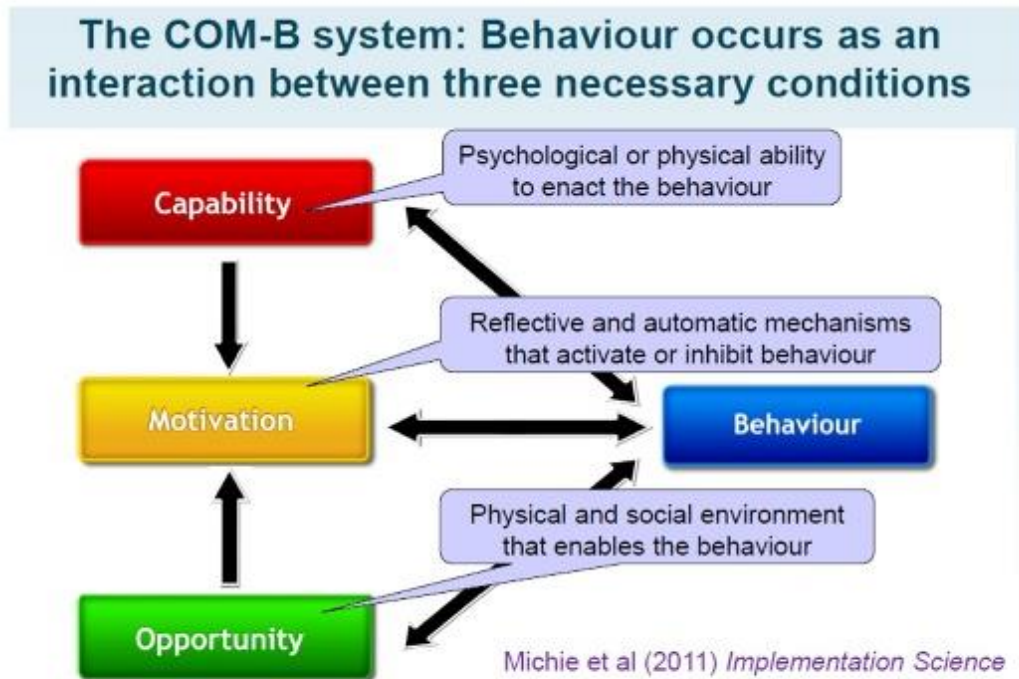 The COM-B system: Behaviour occurs as an
interaction between three necessary conditions
Psychological or physical ability
to enact the behaviour
Capability
Reflective and automatic mechanisms
that activate or inhibit behaviour
Motivation
Behaviour
Physical and social environment
that enables the behaviour
Opportunity
Michie et al (2011) Implementation Science